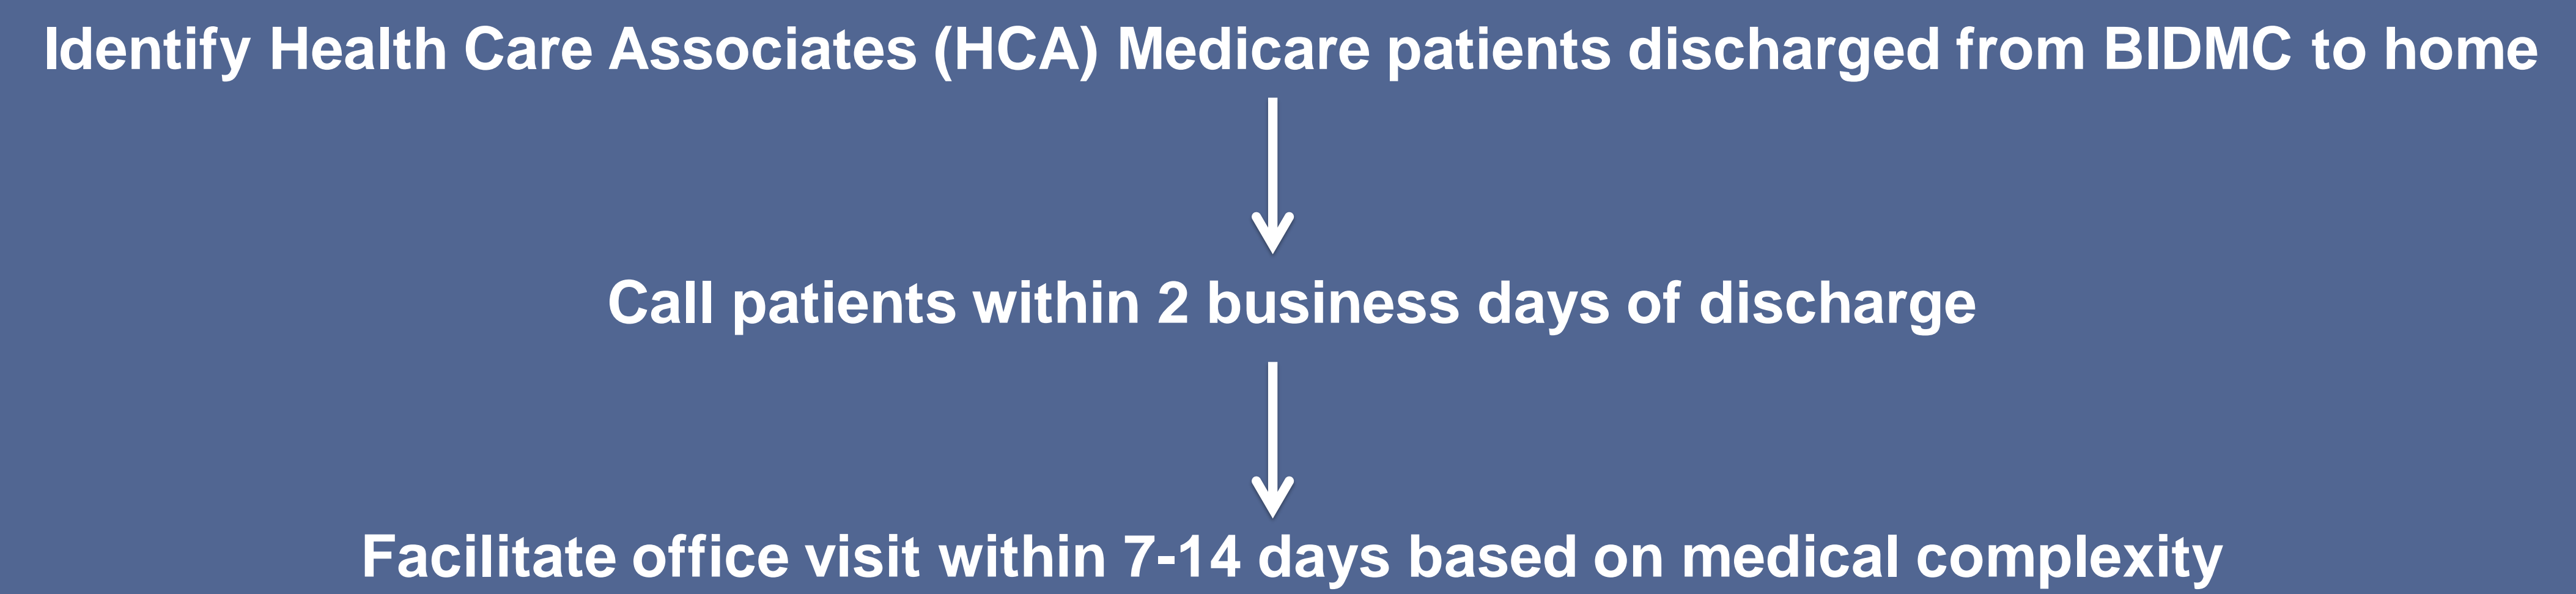 Identify Health Care Associates (HCA) Medicare patients discharged from BIDMC to home
Call patients within 2 business days of discharge
Facilitate office visit within 7-14 days based on medical complexity